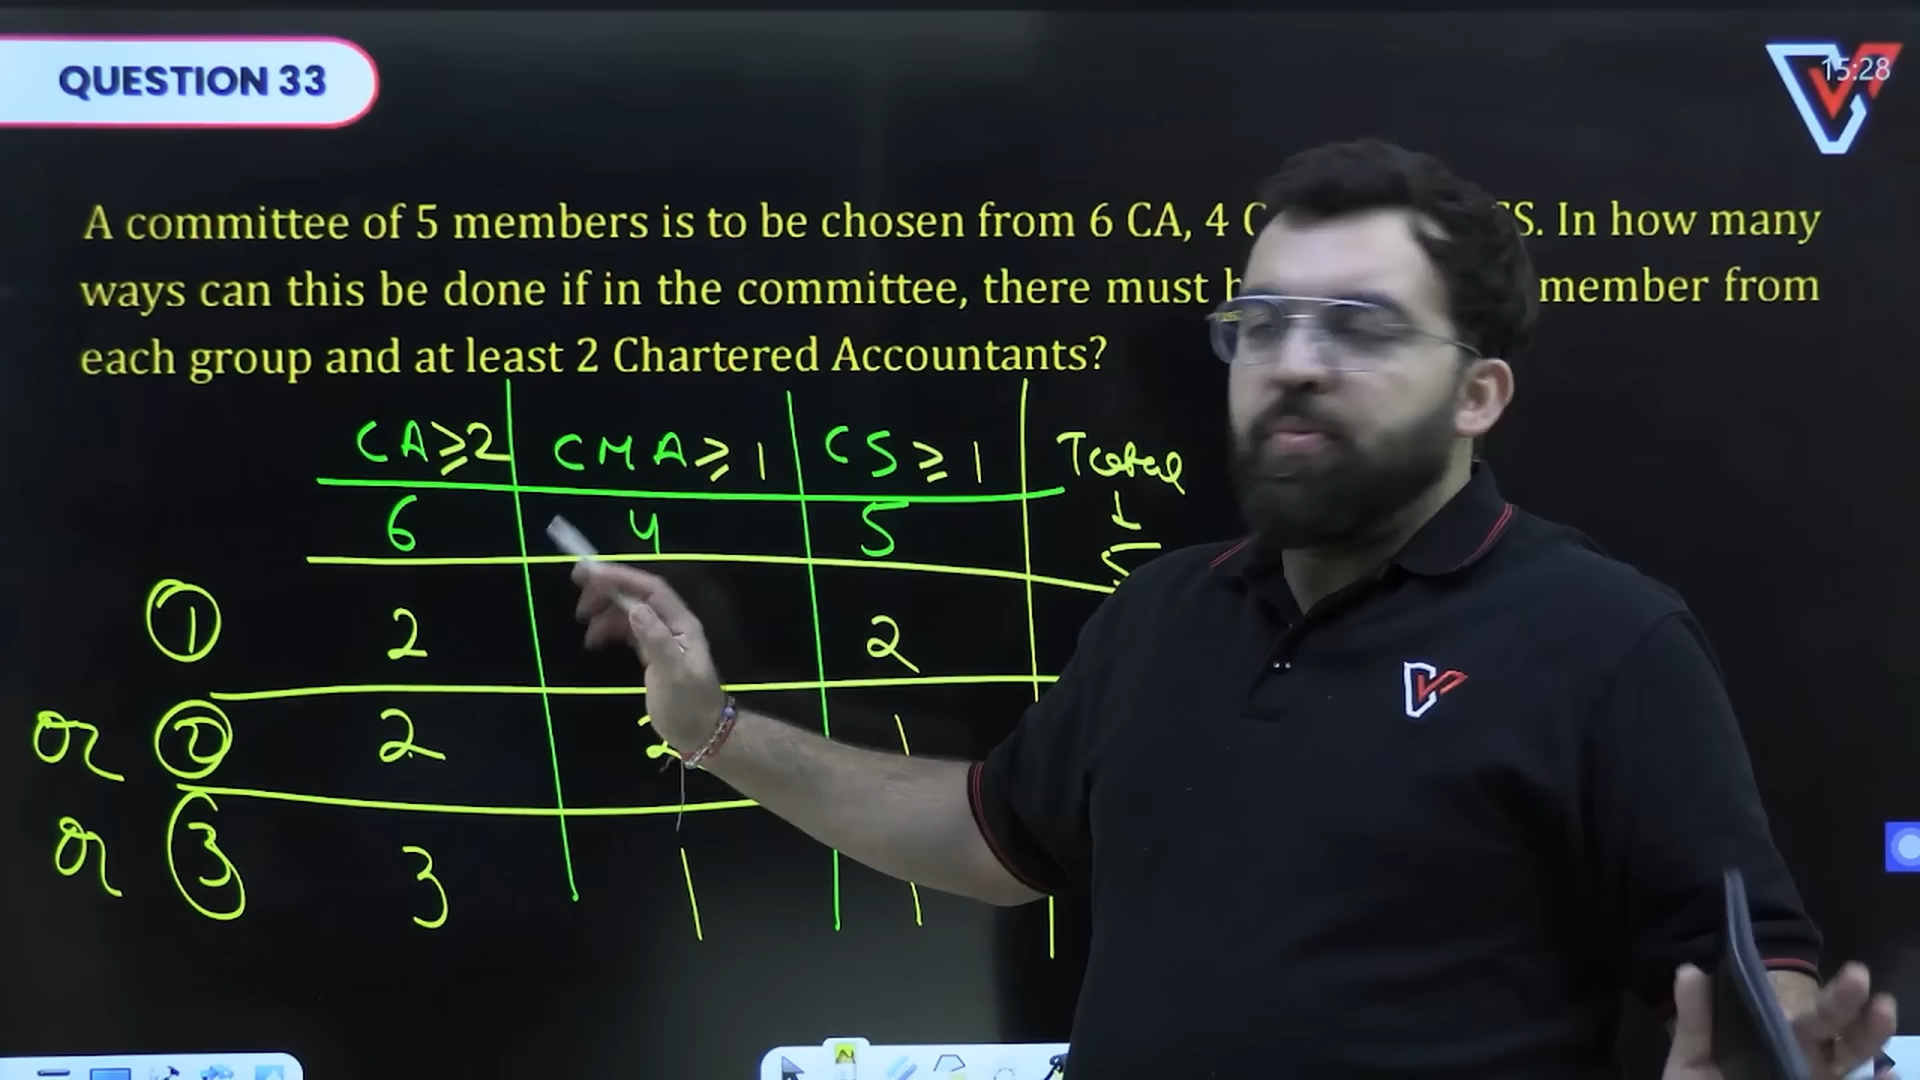 QUESTION 33
15:28
A committee of 5 members is to be chosen from 6 CA, 4 CS. In how many
ways can this be done if in the committee, there must member from
each group and at least 2 Chartered Accountants?
CA≥2 CMA≥1 CS≥1 Total
6 4 5
① 2 2
or ② 2 2 1
or ③ 3 1 1